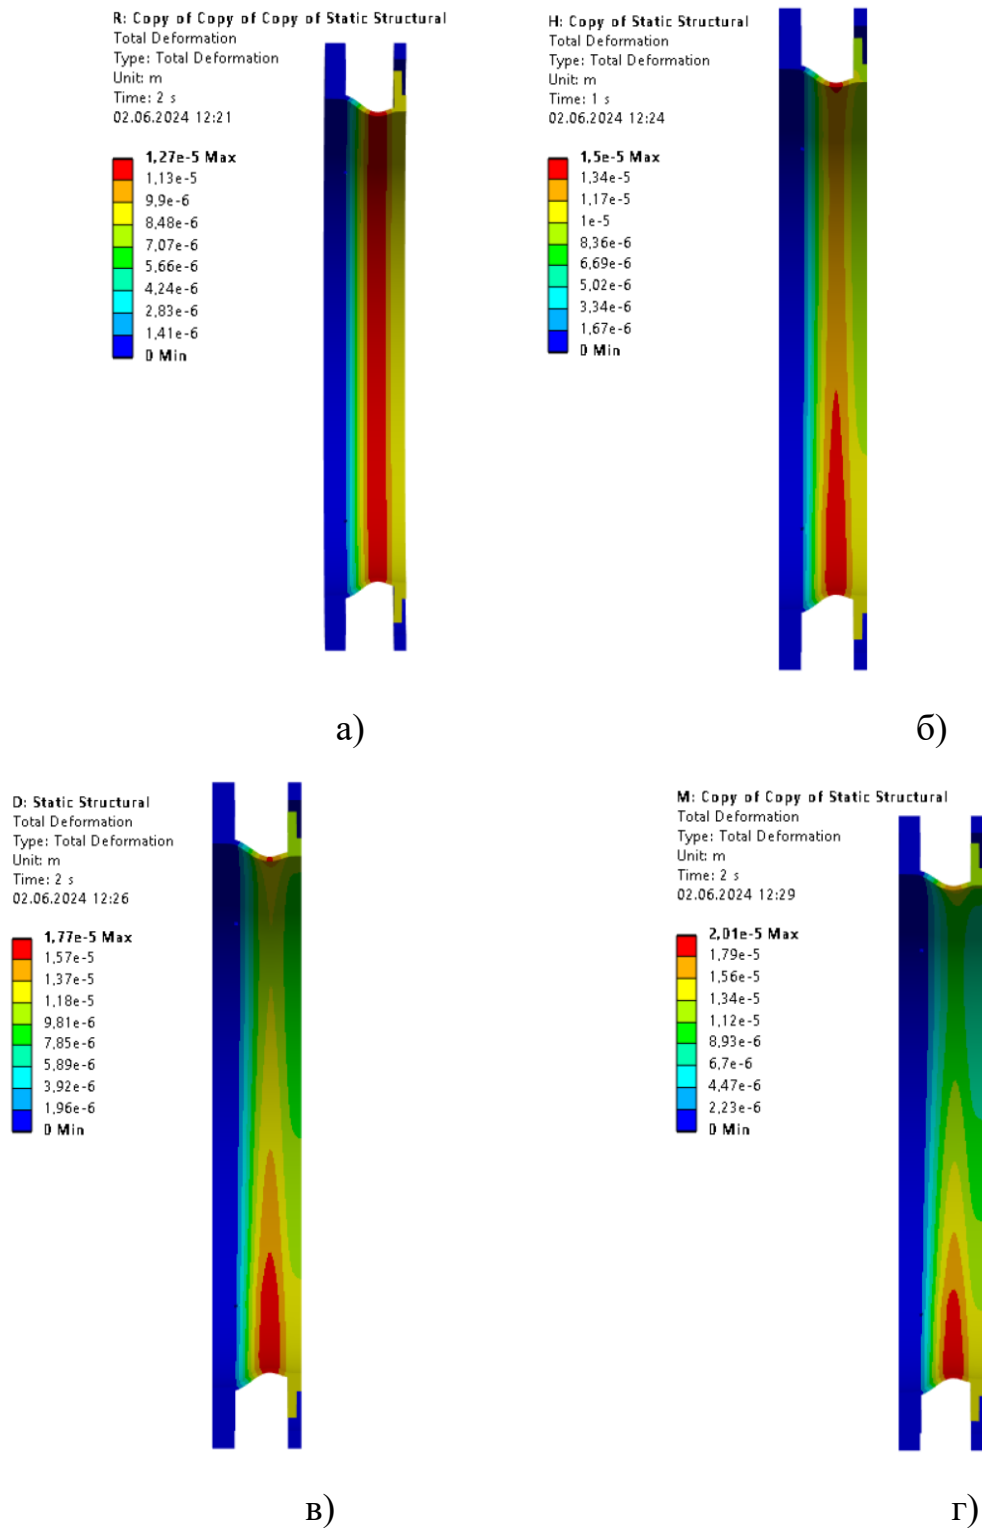 R: Copy of Copy of Copy of Static Structural
Total Deformation
Type: Total Deformation
Unit: m
Time: 2 s
02.06.2024 12:21
1,27e-5 Max
1,13e-5
9,9e-6
8,48e-6
7,07e-6
5,66e-6
4,24e-6
2,83e-6
1,41e-6
0 Min
а)
H: Copy of Static Structural
Total Deformation
Type: Total Deformation
Unit: m
Time: 1 s
02.06.2024 12:24
1,5e-5 Max
1,34e-5
1,17e-5
1e-5
8,36e-6
6,69e-6
5,02e-6
3,34e-6
1,67e-6
0 Min
б)
D: Static Structural
Total Deformation
Type: Total Deformation
Unit: m
Time: 2 s
02.06.2024 12:26
1,77e-5 Max
1,57e-5
1,37e-5
1,18e-5
9,81e-6
7,85e-6
5,89e-6
3,92e-6
1,96e-6
0 Min
в)
M: Copy of Copy of Static Structural
Total Deformation
Type: Total Deformation
Unit: m
Time: 2 s
02.06.2024 12:29
2,01e-5 Max
1,79e-5
1,56e-5
1,34e-5
1,12e-5
8,93e-6
6,7e-6
4,47e-6
2,23e-6
0 Min
г)